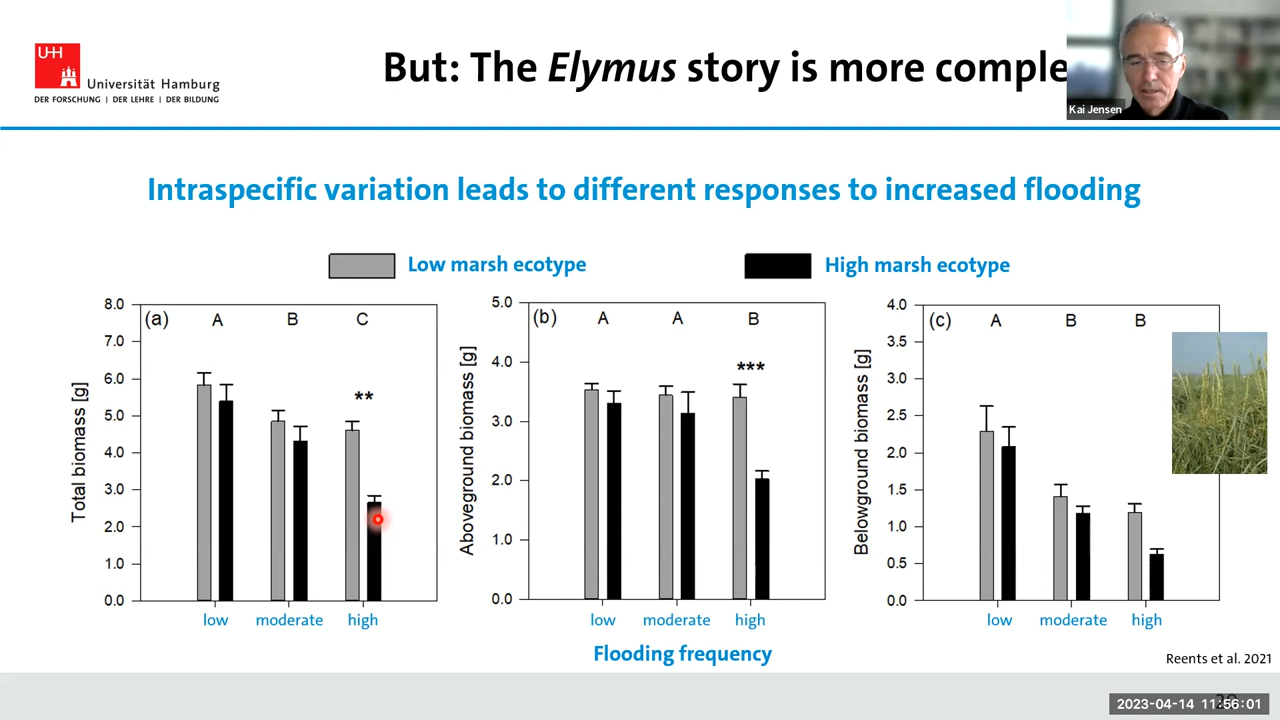 UHH
Universität Hamburg
DER FORSCHUNG | DER LEHRE | DER BILDUNG
But: The Elymus story is more comple
Kai Jensen
Intraspecific variation leads to different responses to increased flooding
Low marsh ecotype
High marsh ecotype
(a) A B C
**
8.0
7.0
6.0
5.0
4.0
3.0
2.0
1.0
0.0
Total biomass [g]
low moderate high
(b) A A B
***
5.0
4.0
3.0
2.0
1.0
0.0
Aboveground biomass [g]
low moderate high
(c) A B B
4.0
3.5
3.0
2.5
2.0
1.5
1.0
0.5
0.0
Belowground biomass [g]
low moderate high
Flooding frequency
Reents et al. 2021
2023-04-14 11:56:01